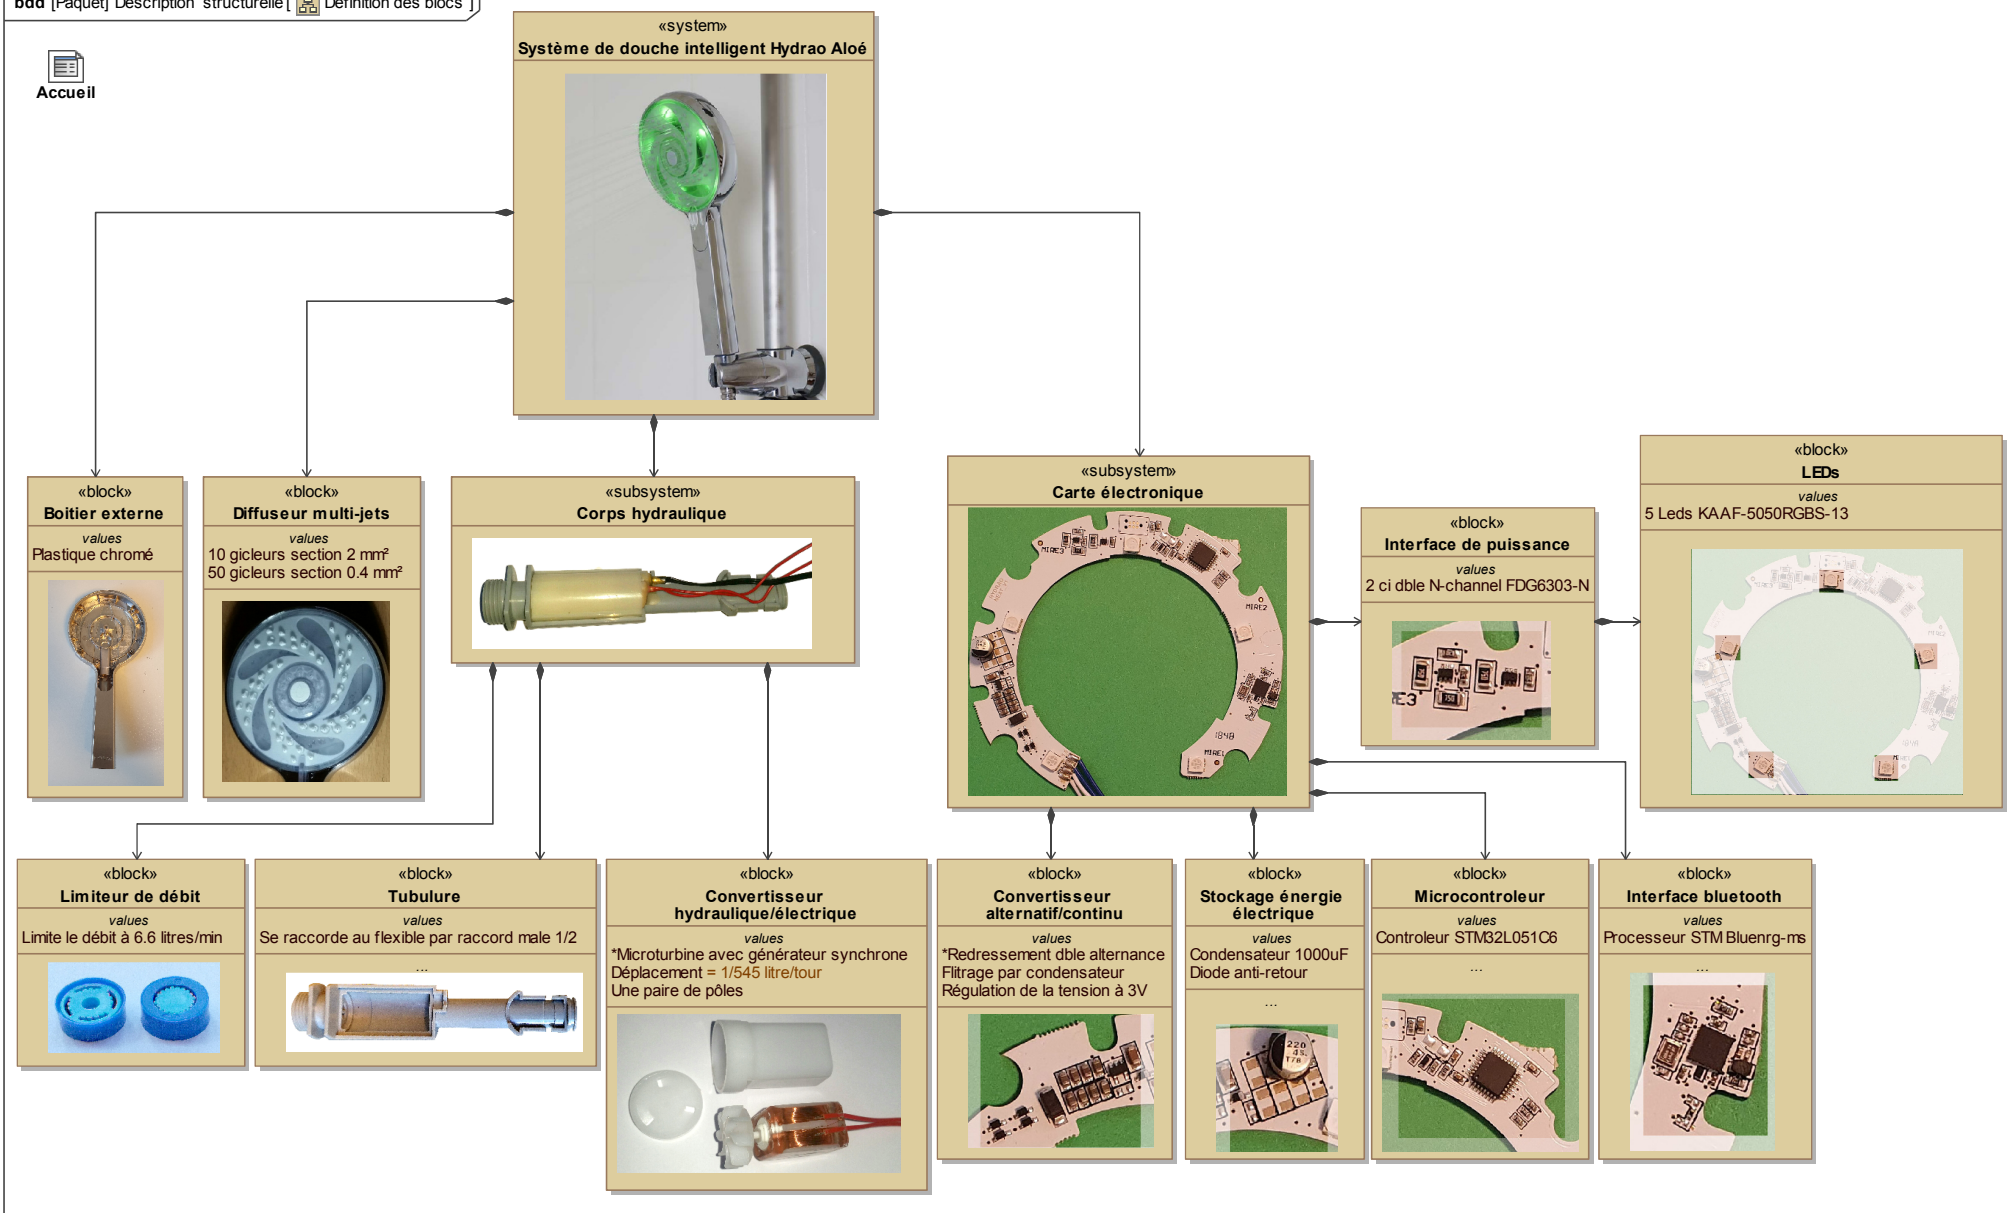 bdd [Paquet] Description structurelle [ Définition des blocs ]
Accueil
«system»
Système de douche intelligent Hydrao Aloé
«block»
Boitier externe
values
Plastique chromé
«block»
Diffuseur multi-jets
values
10 gicleurs section 2 mm²
50 gicleurs section 0.4 mm²
«subsystem»
Corps hydraulique
«subsystem»
Carte électronique
MIRE3
MIRE2
1848
MIRE1
«block»
Interface de puissance
values
2 ci dble N-channel FDG6303-N
RE3
«block»
LEDs
values
5 Leds KAAF-5050RGBS-13
«block»
Limiteur de débit
values
Limite le débit à 6.6 litres/min
«block»
Tubulure
values
Se raccorde au flexible par raccord male 1/2
...
«block»
Convertisseur
hydraulique/électrique
values
*Microturbine avec générateur synchrone
Déplacement = 1/545 litre/tour
Une paire de pôles
«block»
Convertisseur
alternatif/continu
values
*Redressement dble alternance
Flitrage par condensateur
Régulation de la tension à 3V
«block»
Stockage énergie
électrique
values
Condensateur 1000uF
Diode anti-retour
...
220
«block»
Microcontroleur
values
Controleur STM32L051C6
...
«block»
Interface bluetooth
values
Processeur STM Bluenrg-ms
...